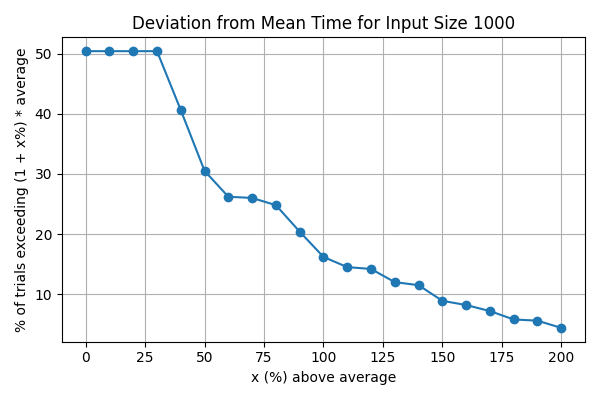 Deviation from Mean Time for Input Size 1000
% of trials exceeding (1 + x%) * average
50
40
30
20
10
0 25 50 75 100 125 150 175 200
x (%) above average